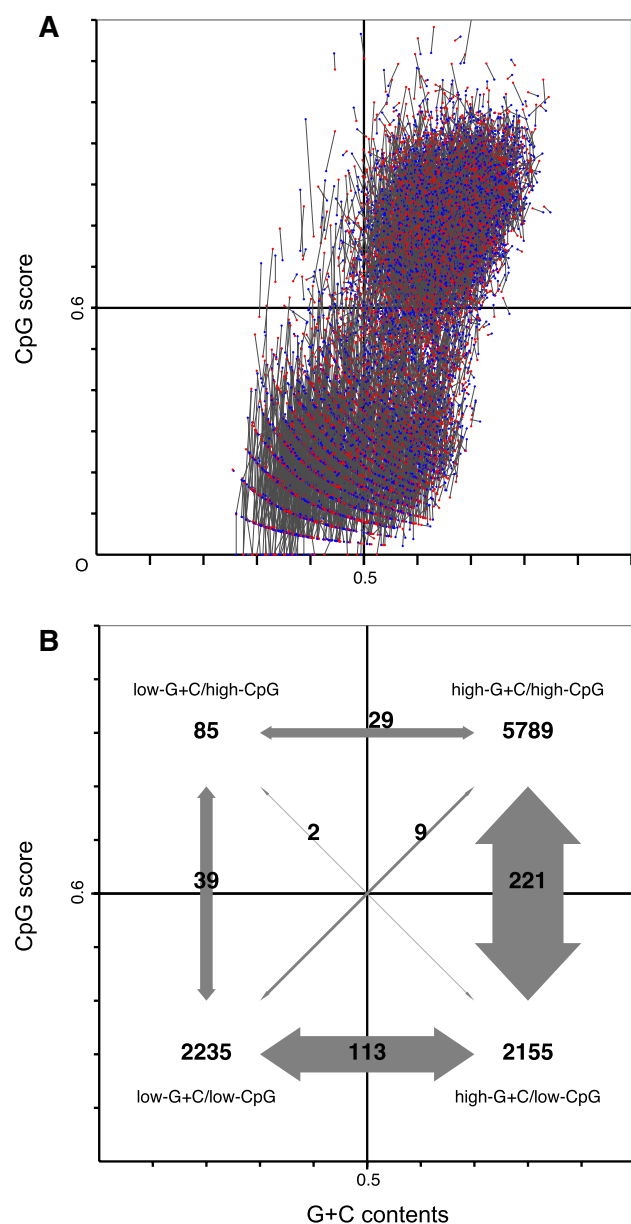 A
CpG score
0.6
O
0.5
B
low-G+C/high-CpG
high-G+C/high-CpG
85
29
5789
2
9
CpG score
0.6
39
221
2235
113
2155
low-G+C/low-CpG
high-G+C/low-CpG
0.5
G+C contents